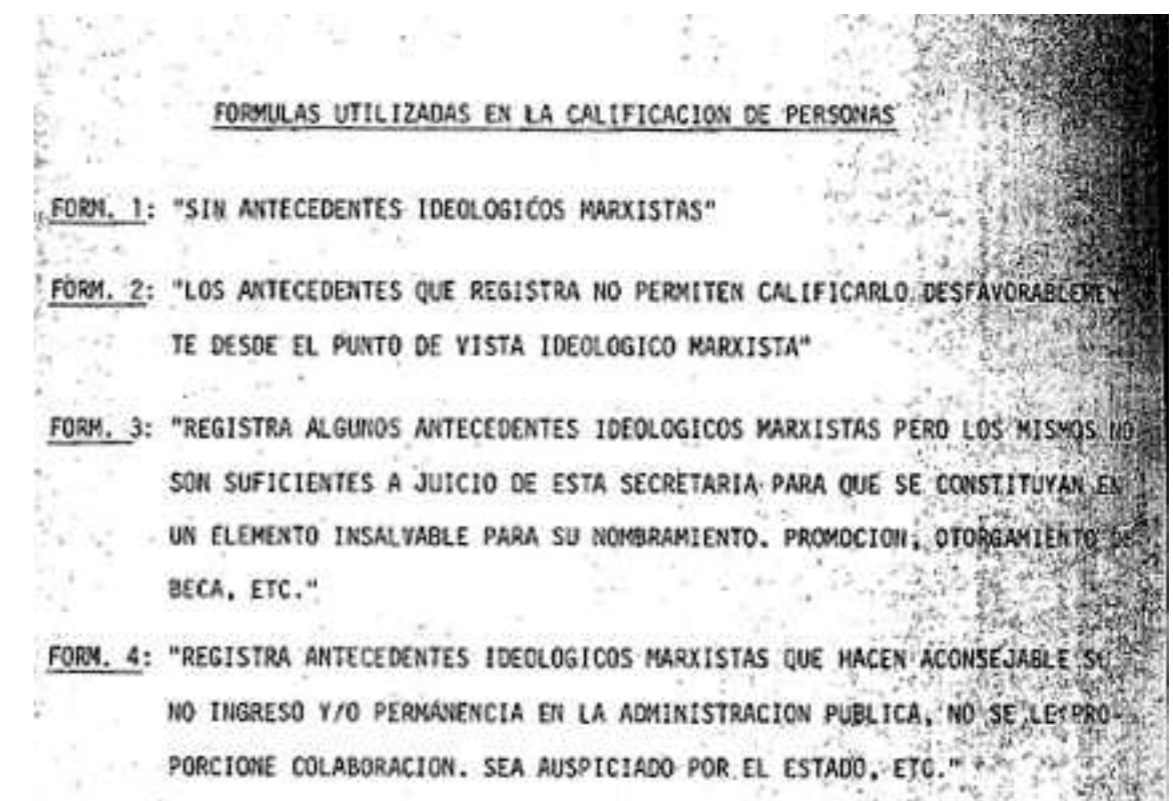 FORMULAS UTILIZADAS EN LA CALIFICACION DE PERSONAS
FORM. 1: "SIN ANTECEDENTES IDEOLOGICOS MARXISTAS"
FORM. 2: "LOS ANTECEDENTES QUE REGISTRA NO PERMITEN CALIFICARLO DESFAVORABLEMEN-
TE DESDE EL PUNTO DE VISTA IDEOLOGICO MARXISTA"
FORM. 3: "REGISTRA ALGUNOS ANTECEDENTES IDEOLOGICOS MARXISTAS PERO LOS MISMOS NO
SON SUFICIENTES A JUICIO DE ESTA SECRETARIA PARA QUE SE CONSTITUYAN EN
UN ELEMENTO INSALVABLE PARA SU NOMBRAMIENTO. PROMOCION, OTORGAMIENTO DE
BECA, ETC."
FORM. 4: "REGISTRA ANTECEDENTES IDEOLOGICOS MARXISTAS QUE HACEN ACONSEJABLE SU
NO INGRESO Y/O PERMANENCIA EN LA ADMINISTRACION PUBLICA, NO SE LE PRO-
PORCIONE COLABORACION. SEA AUSPICIADO POR EL ESTADO, ETC."